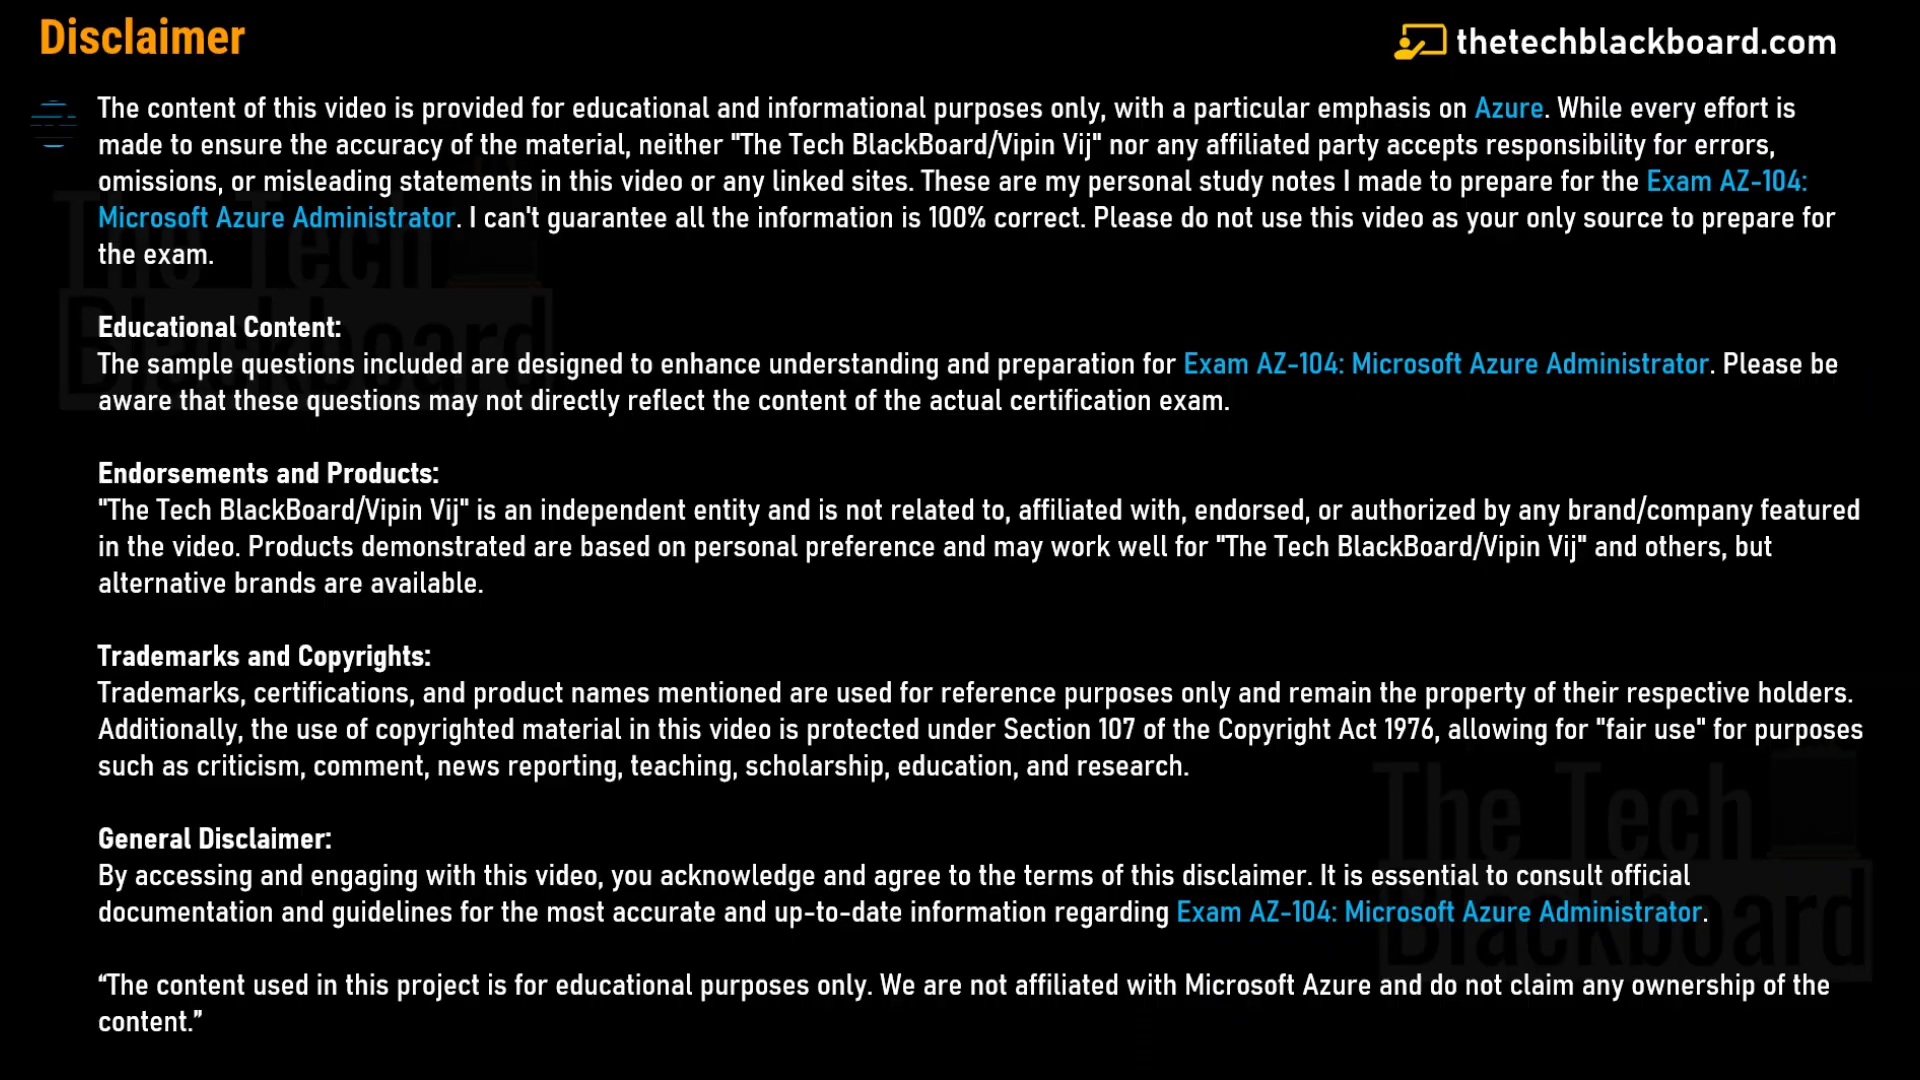 Disclaimer
thetechblackboard.com
The content of this video is provided for educational and informational purposes only, with a particular emphasis on Azure. While every effort is
made to ensure the accuracy of the material, neither "The Tech BlackBoard/Vipin Vij" nor any affiliated party accepts responsibility for errors,
omissions, or misleading statements in this video or any linked sites. These are my personal study notes I made to prepare for the Exam AZ-104:
Microsoft Azure Administrator. I can't guarantee all the information is 100% correct. Please do not use this video as your only source to prepare for
the exam.
Educational Content:
The sample questions included are designed to enhance understanding and preparation for Exam AZ-104: Microsoft Azure Administrator. Please be
aware that these questions may not directly reflect the content of the actual certification exam.
Endorsements and Products:
"The Tech BlackBoard/Vipin Vij" is an independent entity and is not related to, affiliated with, endorsed, or authorized by any brand/company featured
in the video. Products demonstrated are based on personal preference and may work well for "The Tech BlackBoard/Vipin Vij" and others, but
alternative brands are available.
Trademarks and Copyrights:
Trademarks, certifications, and product names mentioned are used for reference purposes only and remain the property of their respective holders.
Additionally, the use of copyrighted material in this video is protected under Section 107 of the Copyright Act 1976, allowing for "fair use" for purposes
such as criticism, comment, news reporting, teaching, scholarship, education, and research.
General Disclaimer:
By accessing and engaging with this video, you acknowledge and agree to the terms of this disclaimer. It is essential to consult official
documentation and guidelines for the most accurate and up-to-date information regarding Exam AZ-104: Microsoft Azure Administrator.
“The content used in this project is for educational purposes only. We are not affiliated with Microsoft Azure and do not claim any ownership of the
content.”
The Tech
Blackboard
The Tech
Blackboard